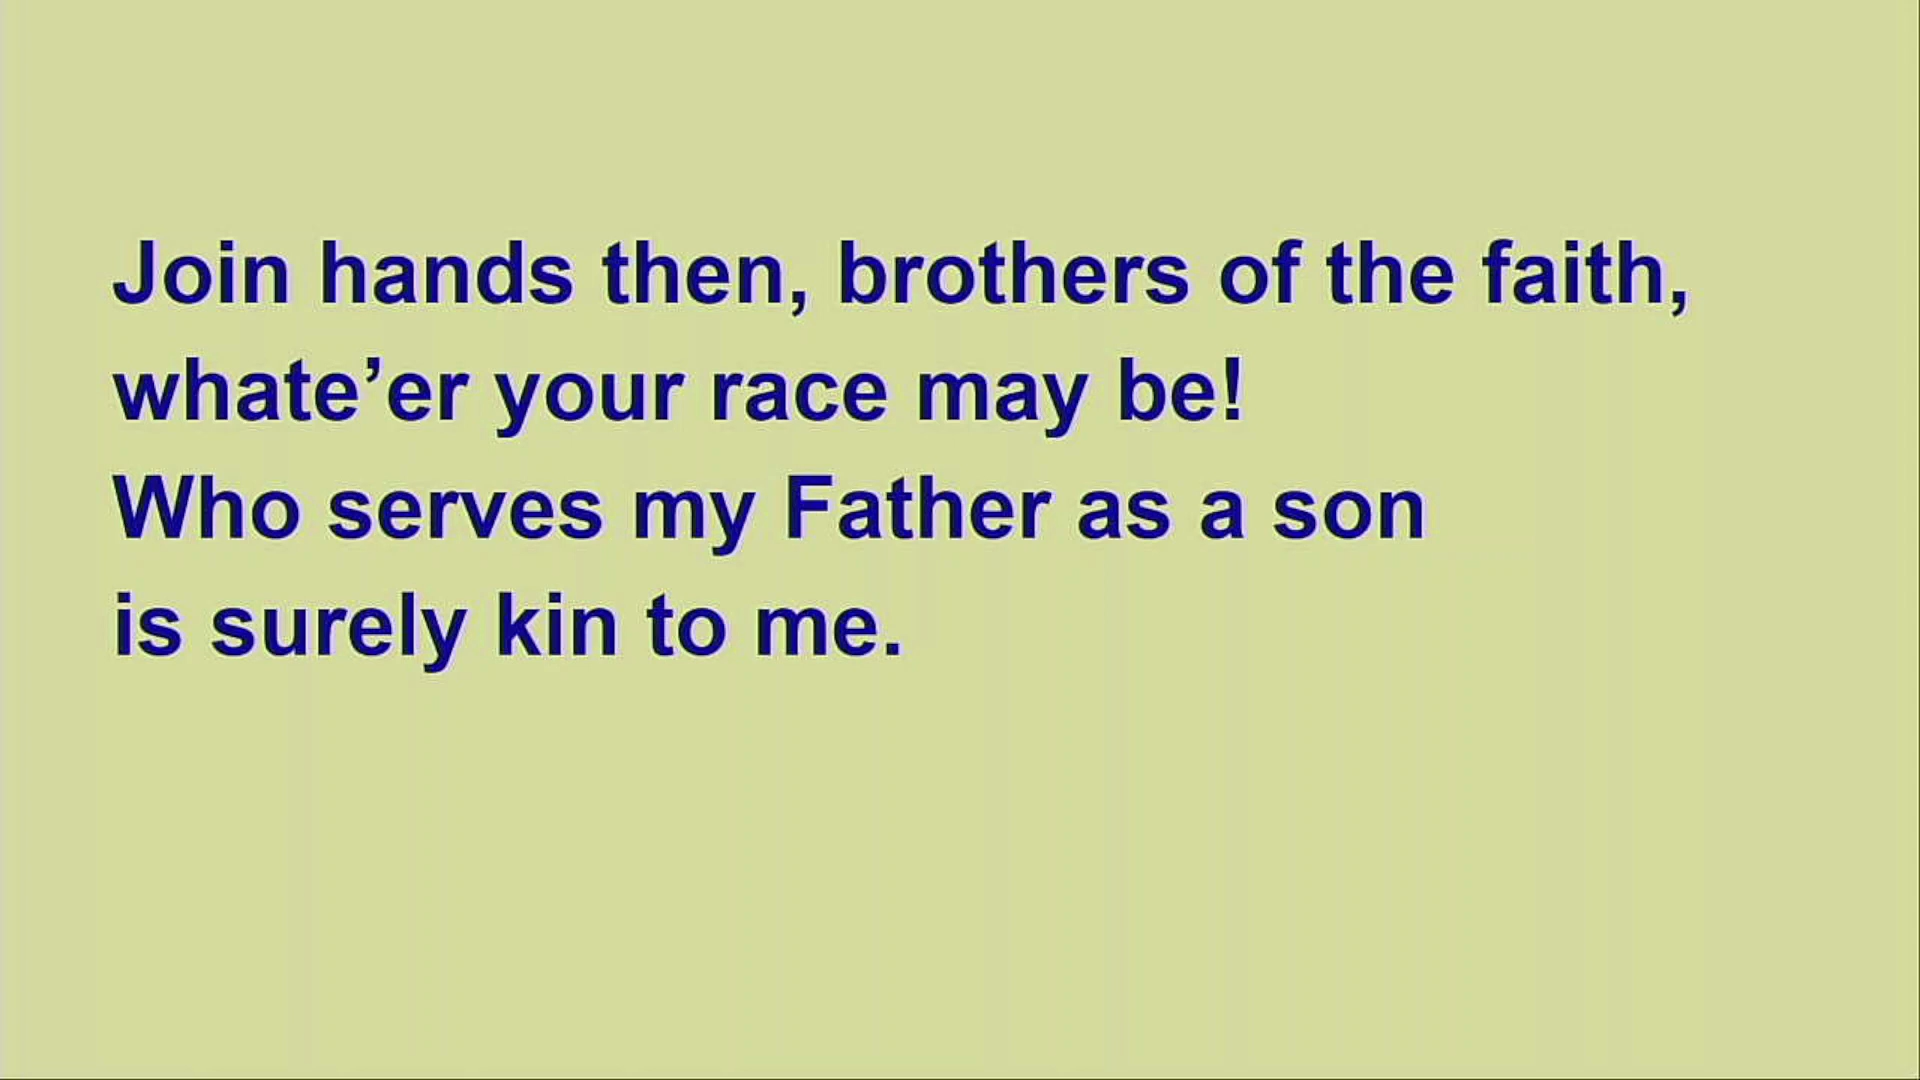 Join hands then, brothers of the faith,
whate’er your race may be!
Who serves my Father as a son
is surely kin to me.